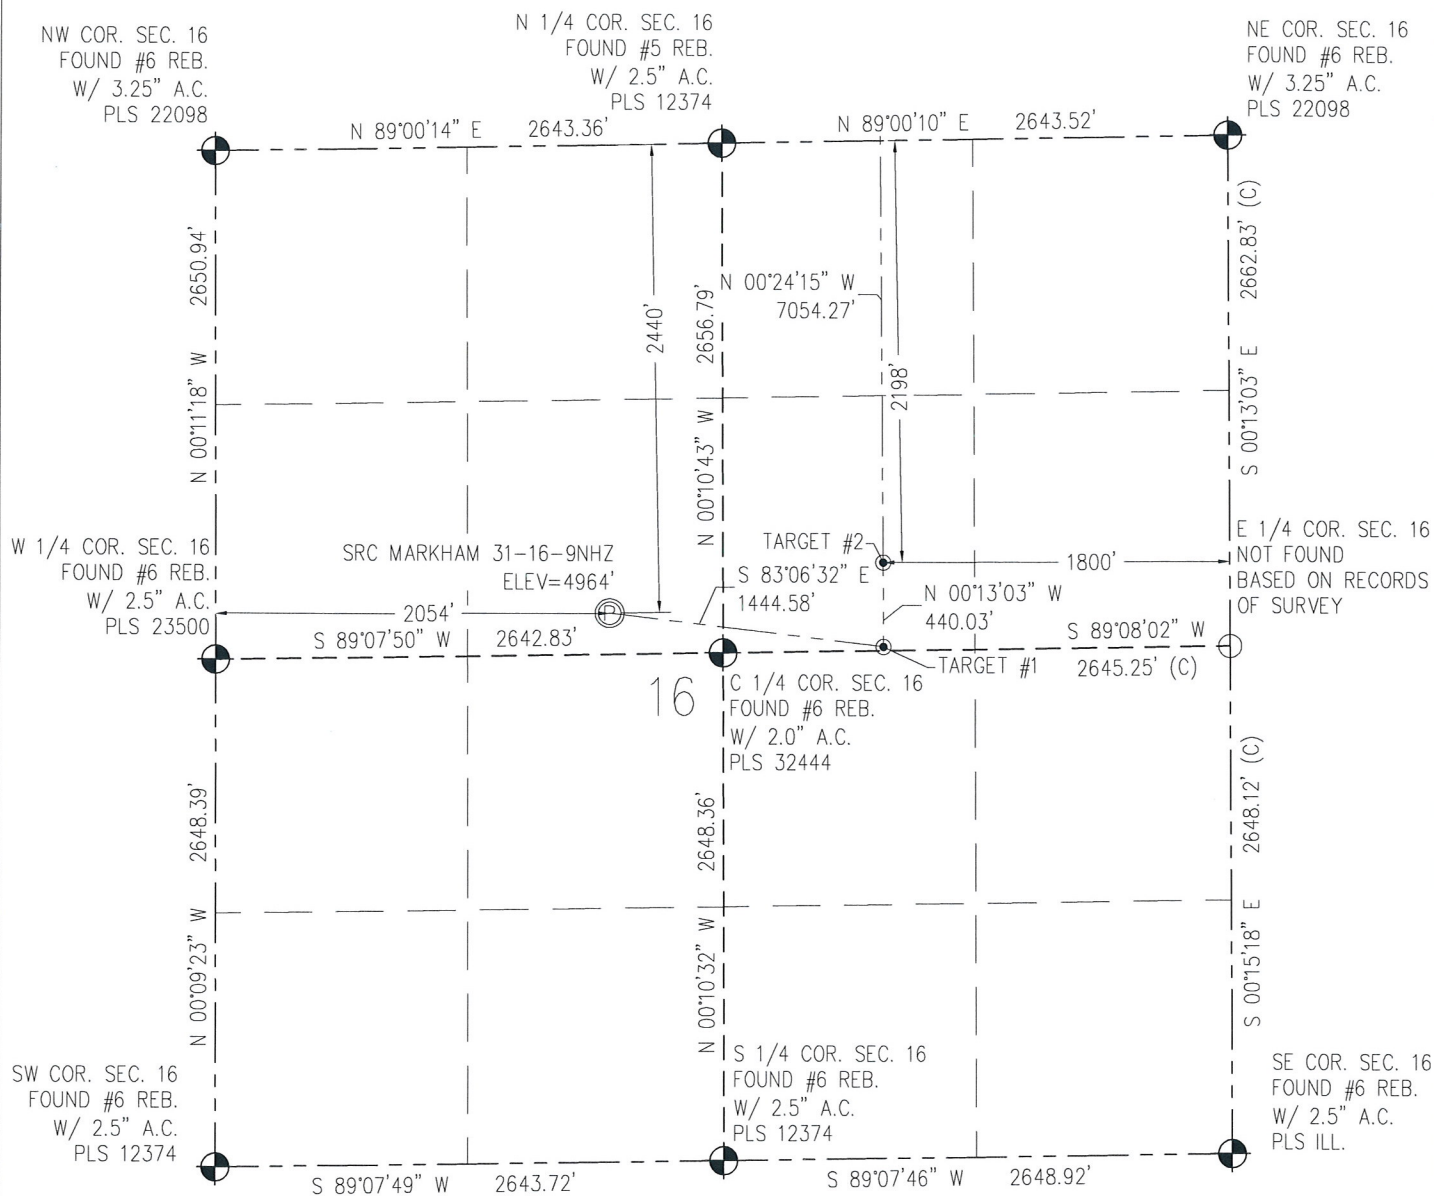 NW COR. SEC. 16
FOUND #6 REB.
W/ 3.25" A.C.
PLS 22098
N 1/4 COR. SEC. 16
FOUND #5 REB.
W/ 2.5" A.C.
PLS 12374
NE COR. SEC. 16
FOUND #6 REB.
W/ 3.25" A.C.
PLS 22098
N 89°00'14" E 2643.36'
N 89°00'10" E 2643.52'
2650.94'
N 00°11'18" W
2440'
2656.79'
N 00°10'43" W
N 00°24'15" W
7054.27'
2198'
2662.83' (C)
S 00°13'03" E
W 1/4 COR. SEC. 16
FOUND #6 REB.
W/ 2.5" A.C.
PLS 23500
SRC MARKHAM 31-16-9NHZ
ELEV=4964'
2054'
P
S 89°07'50" W 2642.83'
TARGET #2
S 83°06'32" E
1444.58'
1800'
N 00°13'03" W
440.03'
E 1/4 COR. SEC. 16
NOT FOUND
BASED ON RECORDS
OF SURVEY
S 89°08'02" W
2645.25' (C)
TARGET #1
16
C 1/4 COR. SEC. 16
FOUND #6 REB.
W/ 2.0" A.C.
PLS 32444
2648.39'
N 00°09'23" W
2648.36'
N 00°10'32" W
2648.12' (C)
S 00°15'18" E
SW COR. SEC. 16
FOUND #6 REB.
W/ 2.5" A.C.
PLS 12374
S 1/4 COR. SEC. 16
FOUND #6 REB.
W/ 2.5" A.C.
PLS 12374
SE COR. SEC. 16
FOUND #6 REB.
W/ 2.5" A.C.
PLS ILL.
S 89°07'49" W 2643.72'
S 89°07'46" W 2648.92'